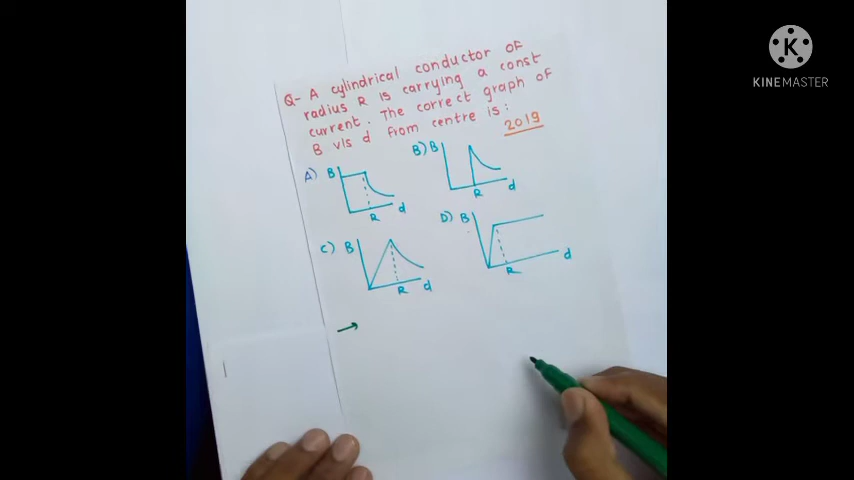 Q- A cylindrical conductor of
radius R is carrying a const
current. The correct graph of
B v/s d from centre is:
2019
A) B R d
B) B R d
C) B R d
D) B R d
K
KINEMASTER